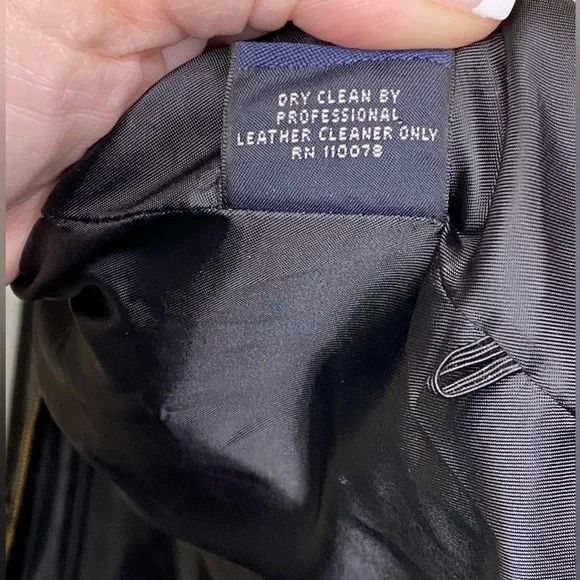 DRY CLEAN BY
PROFESSIONAL
LEATHER CLEANER ONLY
RN 110078